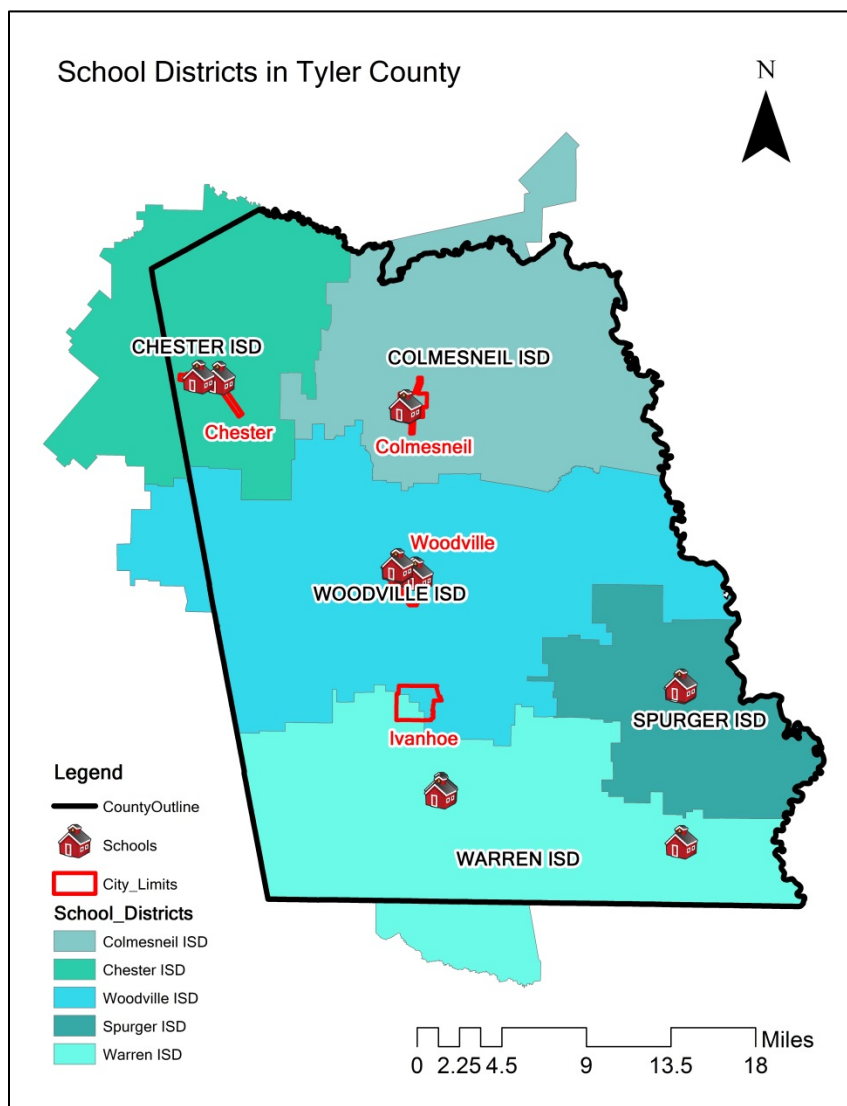 School Districts in Tyler County
N
CHESTER ISD
COLMESNEIL ISD
Chester
Colmesneil
Woodville
WOODVILLE ISD
SPURGER ISD
Ivanhoe
WARREN ISD
Legend
CountyOutline
Schools
City_Limits
School_Districts
Colmesneil ISD
Chester ISD
Woodville ISD
Spurger ISD
Warren ISD
Miles
0 2.25 4.5 9 13.5 18